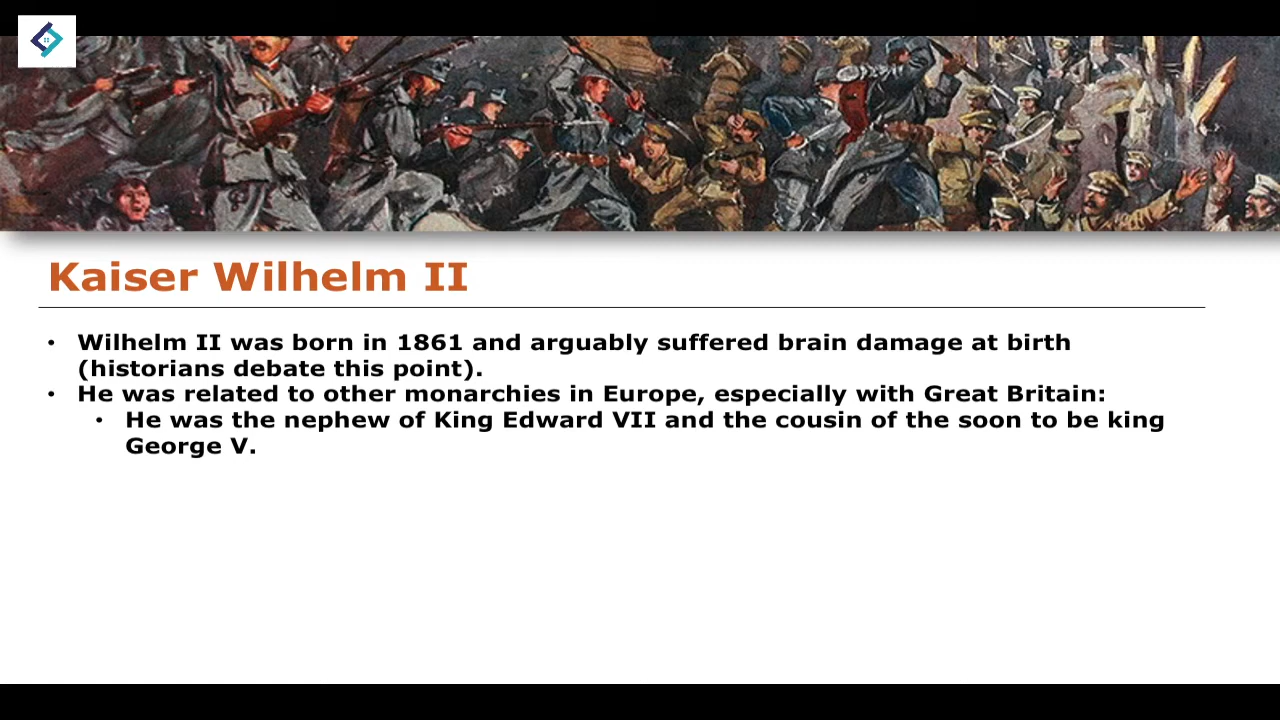 Kaiser Wilhelm II
• Wilhelm II was born in 1861 and arguably suffered brain damage at birth
(historians debate this point).
• He was related to other monarchies in Europe, especially with Great Britain:
• He was the nephew of King Edward VII and the cousin of the soon to be king
George V.